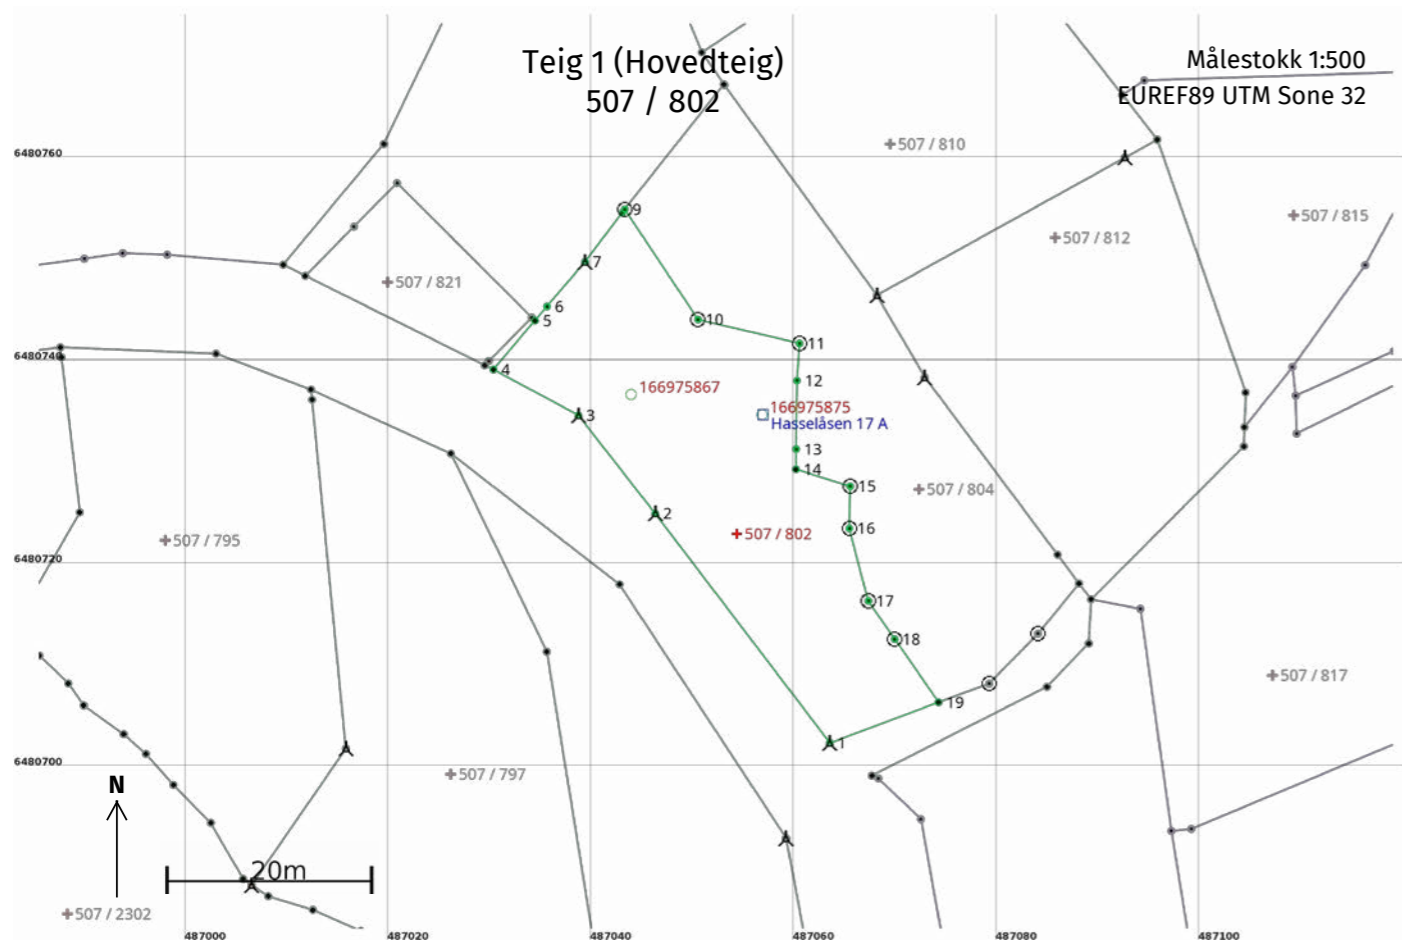 Teig 1 (Hovedteig)
507 / 802
Målestokk 1:500
EUREF89 UTM Sone 32
6480760
507 / 810
507 / 815
9
507 / 812
7
507 / 821
6
5
10
11
6480740
4
12
166975867
3
166975875
Hasselåsen 17 A
13
14
15
507 / 804
2
16
507 / 795
507 / 802
6480720
17
18
507 / 817
19
1
6480700
507 / 797
N
20m
507 / 2302
487000
487020
487040
487060
487080
487100